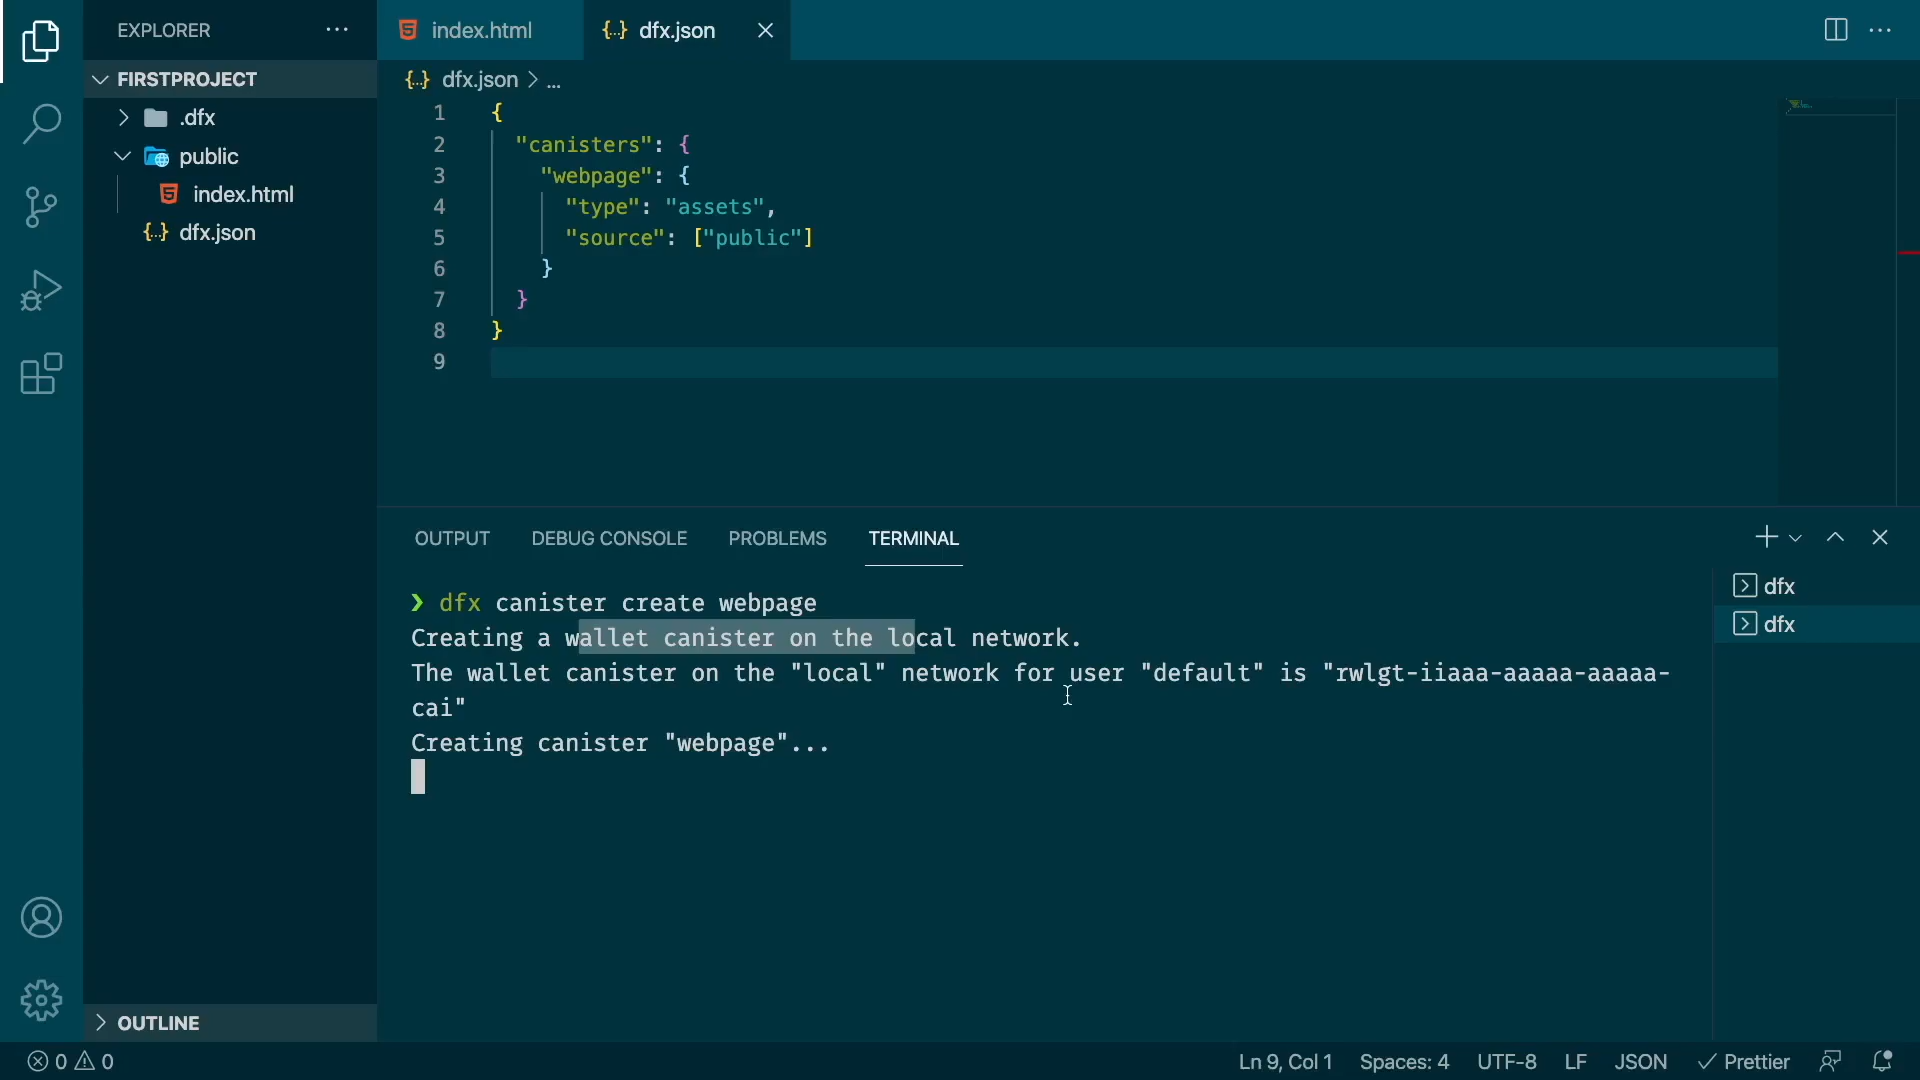 EXPLORER
index.html
dfx.json
FIRSTPROJECT
.dfx
public
index.html
dfx.json
dfx.json > ...
1 {
2 "canisters": {
3 "webpage": {
4 "type": "assets",
5 "source": ["public"]
6 }
7 }
8 }
9
OUTPUT DEBUG CONSOLE PROBLEMS TERMINAL
❯ dfx canister create webpage
Creating a wallet canister on the local network.
The wallet canister on the "local" network for user "default" is "rwlgt-iiaaa-aaaaa-aaaaa-
cai"
Creating canister "webpage"...
dfx
dfx
OUTLINE
0 0
Ln 9, Col 1 Spaces: 4 UTF-8 LF JSON Prettier